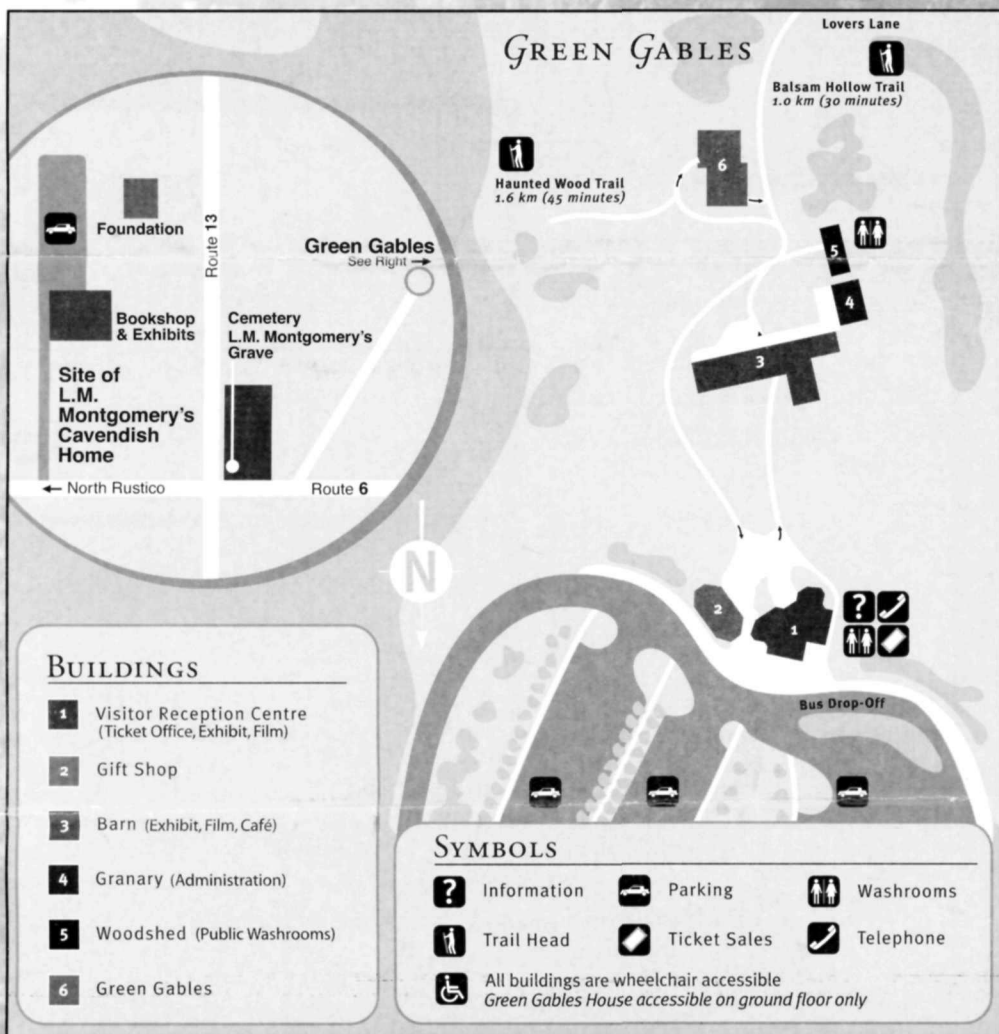 GREEN GABLES
Lovers Lane
Balsam Hollow Trail
1.0 km (30 minutes)
Haunted Wood Trail
1.6 km (45 minutes)
6
5
4
3
2
1
?
Bus Drop-Off
Foundation
Route 13
Green Gables
See Right →
Bookshop
& Exhibits
Cemetery
L.M. Montgomery's
Grave
Site of
L.M.
Montgomery's
Cavendish
Home
← North Rustico
Route 6
N
BUILDINGS
1 Visitor Reception Centre
(Ticket Office, Exhibit, Film)
2 Gift Shop
3 Barn (Exhibit, Film, Café)
4 Granary (Administration)
5 Woodshed (Public Washrooms)
6 Green Gables
SYMBOLS
? Information
Parking
Washrooms
Trail Head
Ticket Sales
Telephone
All buildings are wheelchair accessible
Green Gables House accessible on ground floor only